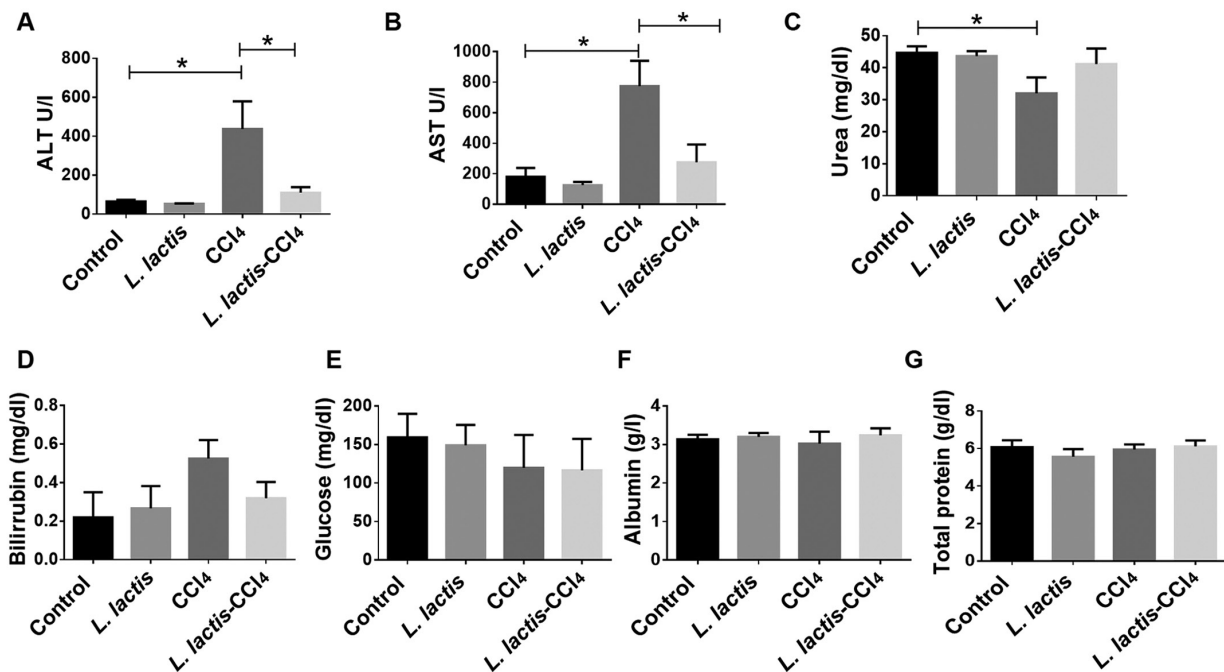 A
ALT U/l
800
600
400
200
0
*
*
Control
L. lactis
CCl4
L. lactis-CCl4
B
AST U/l
1000
800
600
400
200
0
*
*
Control
L. lactis
CCl4
L. lactis-CCl4
C
Urea (mg/dl)
50
40
30
20
10
0
*
Control
L. lactis
CCl4
L. lactis-CCl4
D
Bilirrubin (mg/dl)
0.8
0.6
0.4
0.2
0.0
Control
L. lactis
CCl4
L. lactis-CCl4
E
Glucose (mg/dl)
200
150
100
50
0
Control
L. lactis
CCl4
L. lactis-CCl4
F
Albumin (g/l)
4
3
2
1
0
Control
L. lactis
CCl4
L. lactis-CCl4
G
Total protein (g/dl)
8
6
4
2
0
Control
L. lactis
CCl4
L. lactis-CCl4